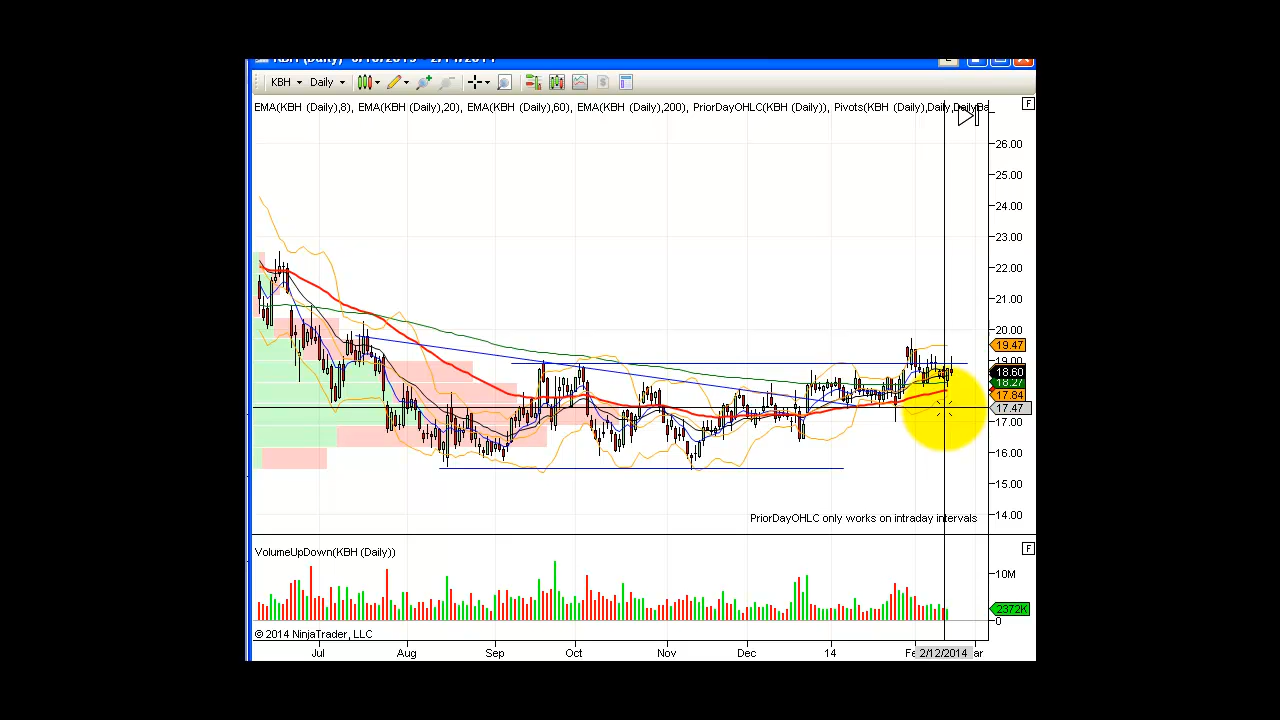 KBH Daily
EMA(KBH (Daily),8), EMA(KBH (Daily),20), EMA(KBH (Daily),60), EMA(KBH (Daily),200), PriorDayOHLC(KBH (Daily)), Pivots(KBH (Daily),Daily,
F
26.00
25.00
24.00
23.00
22.00
21.00
20.00
19.47
19.00
18.60
18.27
17.84
17.47
17.00
16.00
15.00
14.00
PriorDayOHLC only works on intraday intervals
VolumeUpDown(KBH (Daily))
F
10M
2372K
0
© 2014 NinjaTrader, LLC
Jul Aug Sep Oct Nov Dec 14 2/12/2014